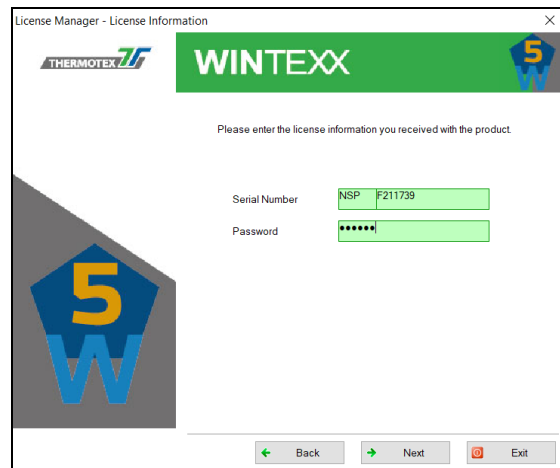 License Manager - License Information
THERMOTEX
WINTEXX
5
W
Please enter the license information you received with the product.
Serial Number NSP F211739
Password ••••••
5
W
Back Next Exit